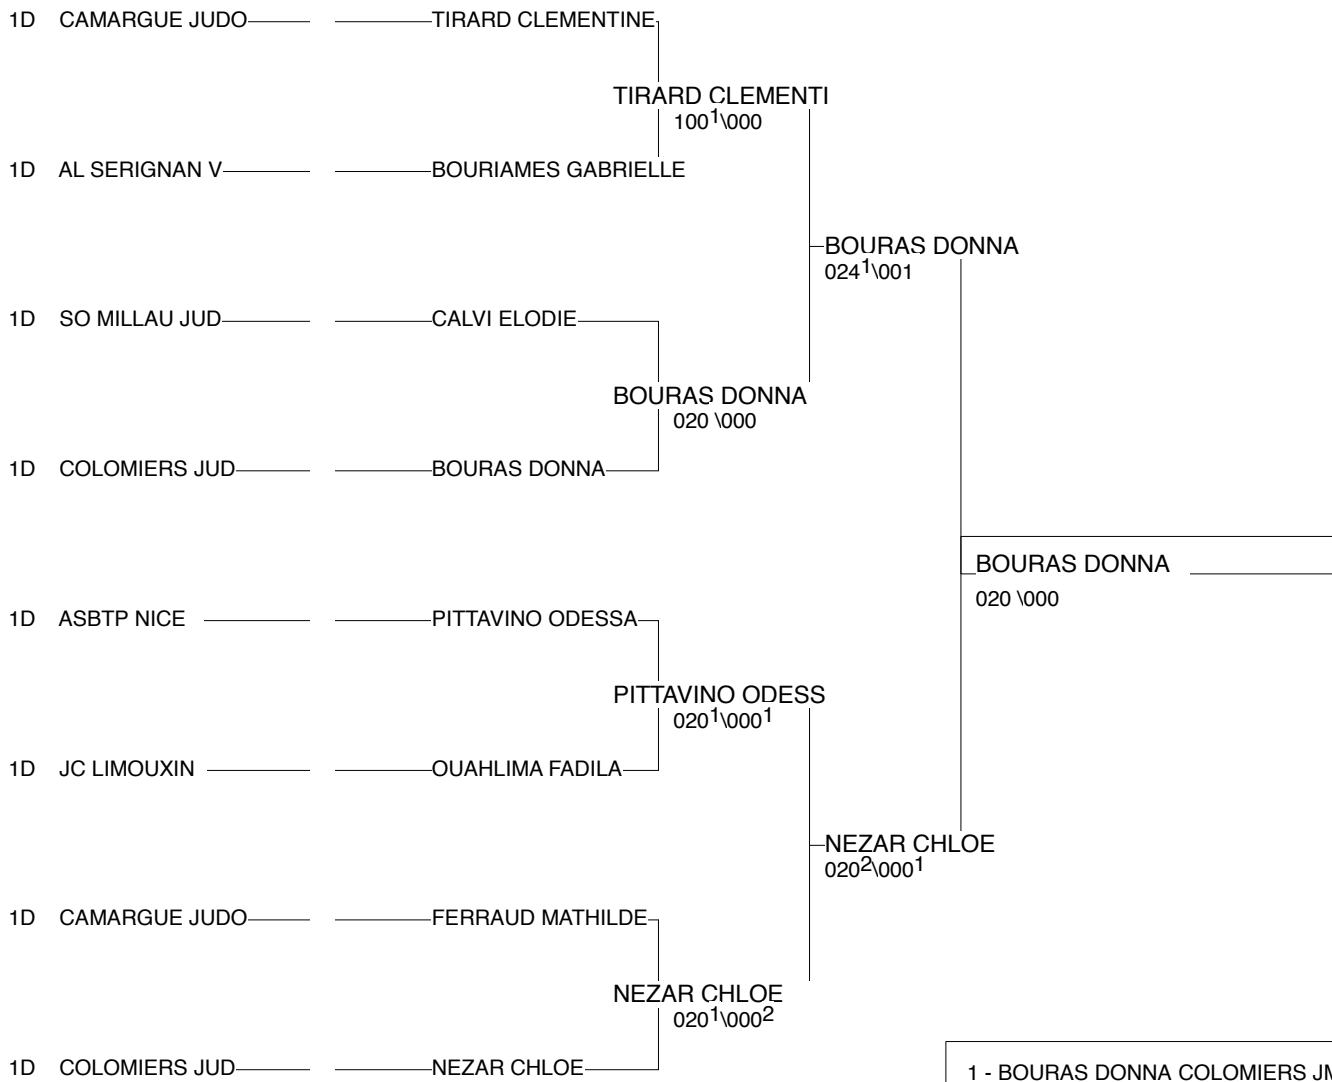 1D CAMARGUE JUDO TIRARD CLEMENTINE
TIRARD CLEMENTI
100¹\000
1D AL SERIGNAN V BOURIAMES GABRIELLE
BOURAS DONNA
024¹\001
1D SO MILLAU JUD CALVI ELODIE
BOURAS DONNA
020 \000
1D COLOMIERS JUD BOURAS DONNA
BOURAS DONNA
020 \000
1D ASBTP NICE PITTAVINO ODESSA
PITTAVINO ODESS
020¹\000¹
1D JC LIMOUXIN OUAHLIMA FADILA
NEZAR CHLOE
020²\000¹
1D CAMARGUE JUDO FERRAUD MATHILDE
NEZAR CHLOE
020¹\000²
1D COLOMIERS JUD NEZAR CHLOE
1 - BOURAS DONNA COLOMIERS JM